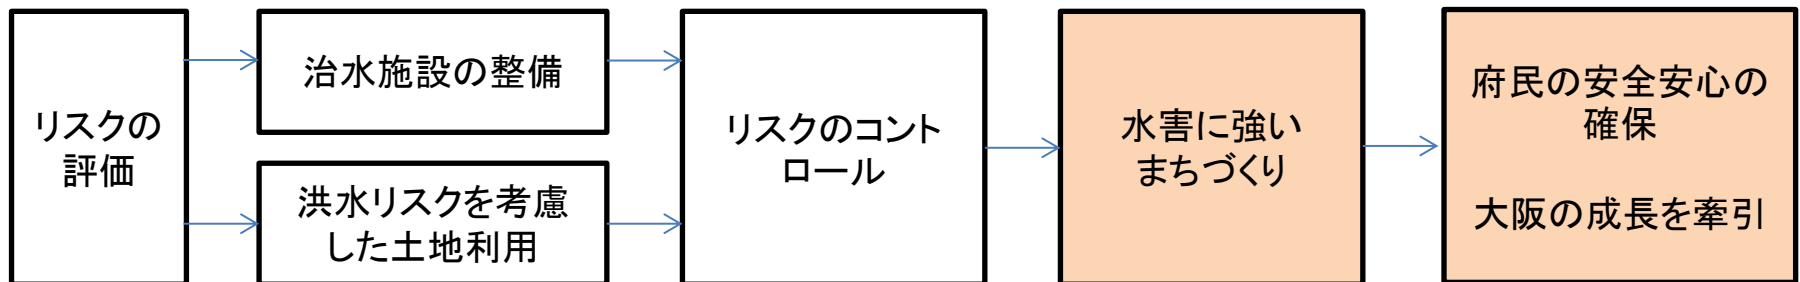 リスクの
評価
治水施設の整備
洪水リスクを考慮
した土地利用
リスクのコント
ロール
水害に強い
まちづくり
府民の安全安心の
確保
大阪の成長を牽引